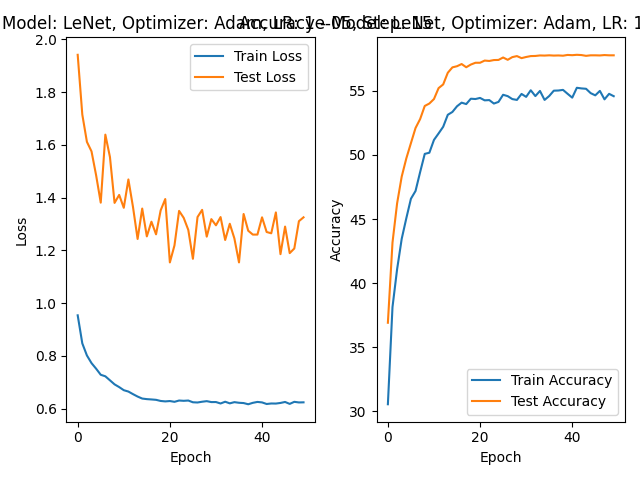 Model: LeNet, Optimizer: Adam, LR: 1e-05, Step: 15
Accuracy - Model: LeNet, Optimizer: Adam, LR: 1
2.0
1.8
1.6
1.4
1.2
1.0
0.8
0.6
Loss
0
20
40
Epoch
Train Loss
Test Loss
55
50
45
40
35
30
Accuracy
0
20
40
Epoch
Train Accuracy
Test Accuracy